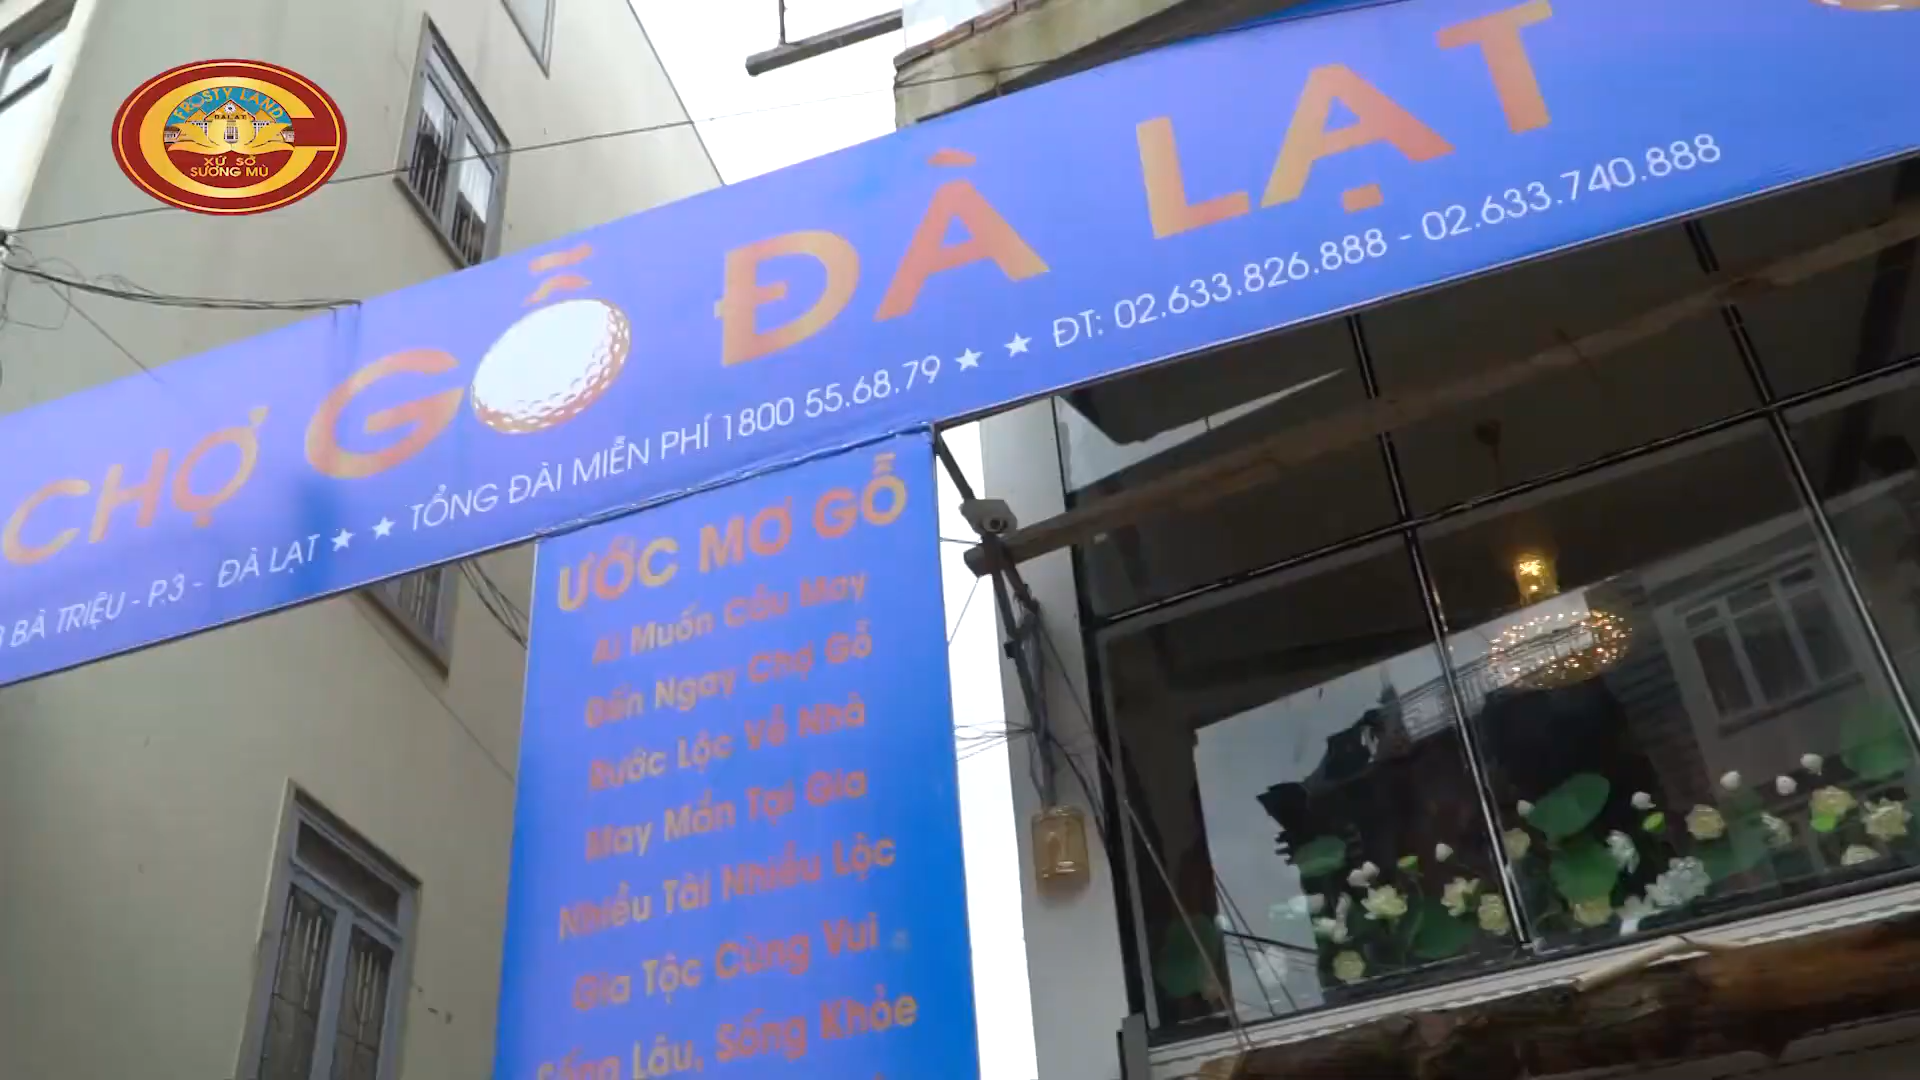 FROSTY LAND
ĐÀ LẠT
XỨ SỞ
SƯƠNG MÙ
CHỢ GỖ ĐÀ LẠT
BÀ TRIỆU - P.3 - ĐÀ LẠT ★ ★ TỔNG ĐÀI MIỄN PHÍ 1800 55.68.79 ★ ★ ĐT: 02.633.826.888 - 02.633.740.888
ƯỚC MƠ GỖ
Ai Muốn Cầu May
Đến Ngay Chợ Gỗ
Rước Lộc Về Nhà
May Mắn Tại Gia
Nhiều Tài Nhiều Lộc
Gia Tộc Cùng Vui
Sống Lâu, Sống Khỏe